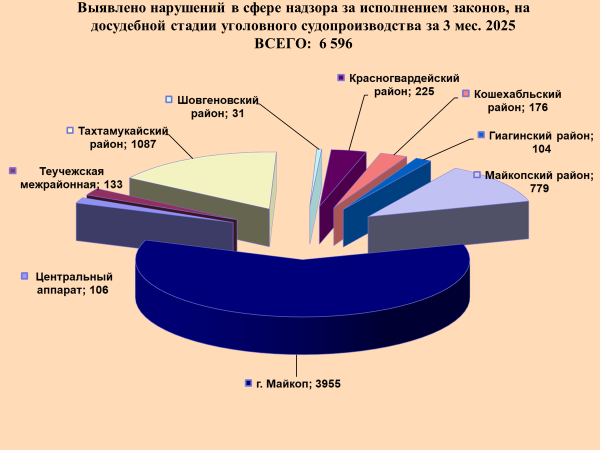 Выявлено нарушений в сфере надзора за исполнением законов, на
досудебной стадии уголовного судопроизводства за 3 мес. 2025
ВСЕГО: 6 596
Красногвардейский
район; 225
Шовгеновский
район; 31
Кошехабльский
район; 176
Тахтамукайский
район; 1087
Гиагинский район;
104
Теучежская
межрайонная; 133
Майкопский район;
779
Центральный
аппарат; 106
г. Майкоп; 3955